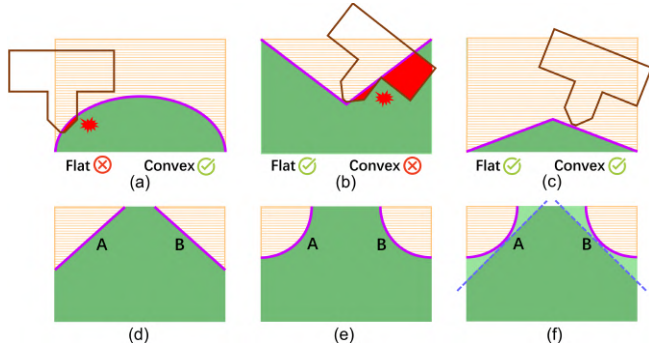 Flat Convex
Flat Convex
Flat Convex
(a)
(b)
(c)
A B
A B
A B
(d)
(e)
(f)